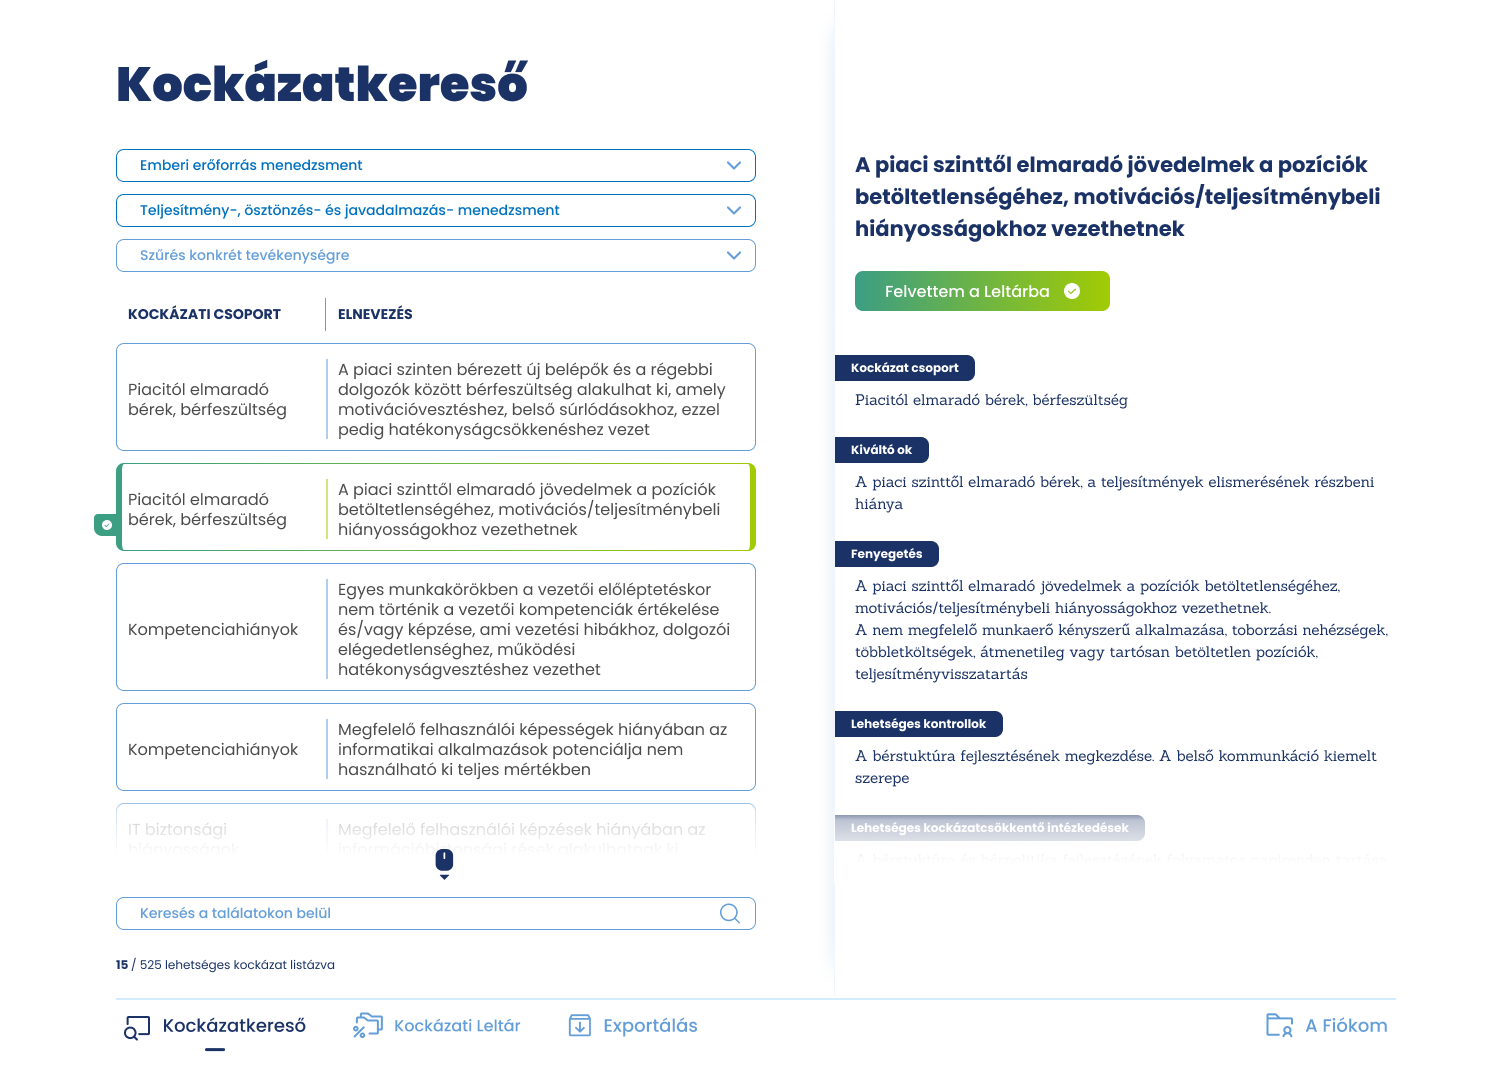 Kockázatkereső
Emberi erőforrás menedzsment
Teljesítmény-, ösztönzés- és javadalmazás- menedzsment
Szűrés konkrét tevékenységre
KOCKÁZATI CSOPORT
ELNEVEZÉS
Piacitól elmaradó
bérek, bérfeszültség
A piaci szinten bérezett új belépők és a régebbi
dolgozók között bérfeszültség alakulhat ki, amely
motivációvesztéshez, belső súrlódásokhoz, ezzel
pedig hatékonyságcsökkenéshez vezet
Piacitól elmaradó
bérek, bérfeszültség
A piaci szinttől elmaradó jövedelmek a pozíciók
betöltetlenségéhez, motivációs/teljesítménybeli
hiányosságokhoz vezethetnek
Kompetenciahiányok
Egyes munkakörökben a vezetői előléptetéskor
nem történik a vezetői kompetenciák értékelése
és/vagy képzése, ami vezetési hibákhoz, dolgozói
elégedetlenséghez, működési
hatékonyságvesztéshez vezethet
Kompetenciahiányok
Megfelelő felhasználói képességek hiányában az
informatikai alkalmazások potenciálja nem
használható ki teljes mértékben
IT biztonsági
hiányosságok
Megfelelő felhasználói képzések hiányában az
rések alakulhatnak ki
Keresés a találatokon belül
15 / 525 lehetséges kockázat listázva
A piaci szinttől elmaradó jövedelmek a pozíciók
betöltetlenségéhez, motivációs/teljesítménybeli
hiányosságokhoz vezethetnek
Felvettem a Leltárba
Kockázat csoport
Piacitól elmaradó bérek, bérfeszültség
Kiváltó ok
A piaci szinttől elmaradó bérek, a teljesítmények elismerésének részbeni
hiánya
Fenyegetés
A piaci szinttől elmaradó jövedelmek a pozíciók betöltetlenségéhez,
motivációs/teljesítménybeli hiányosságokhoz vezethetnek.
A nem megfelelő munkaerő kényszerű alkalmazása, toborzási nehézségek,
többletköltségek, átmenetileg vagy tartósan betöltetlen pozíciók,
teljesítményvisszatartás
Lehetséges kontrollok
A bérstuktúra fejlesztésének megkezdése. A belső kommunkáció kiemelt
szerepe
Lehetséges kockázatcsökkentő intézkedések
Kockázatkereső
Kockázati Leltár
Exportálás
A Fiókom